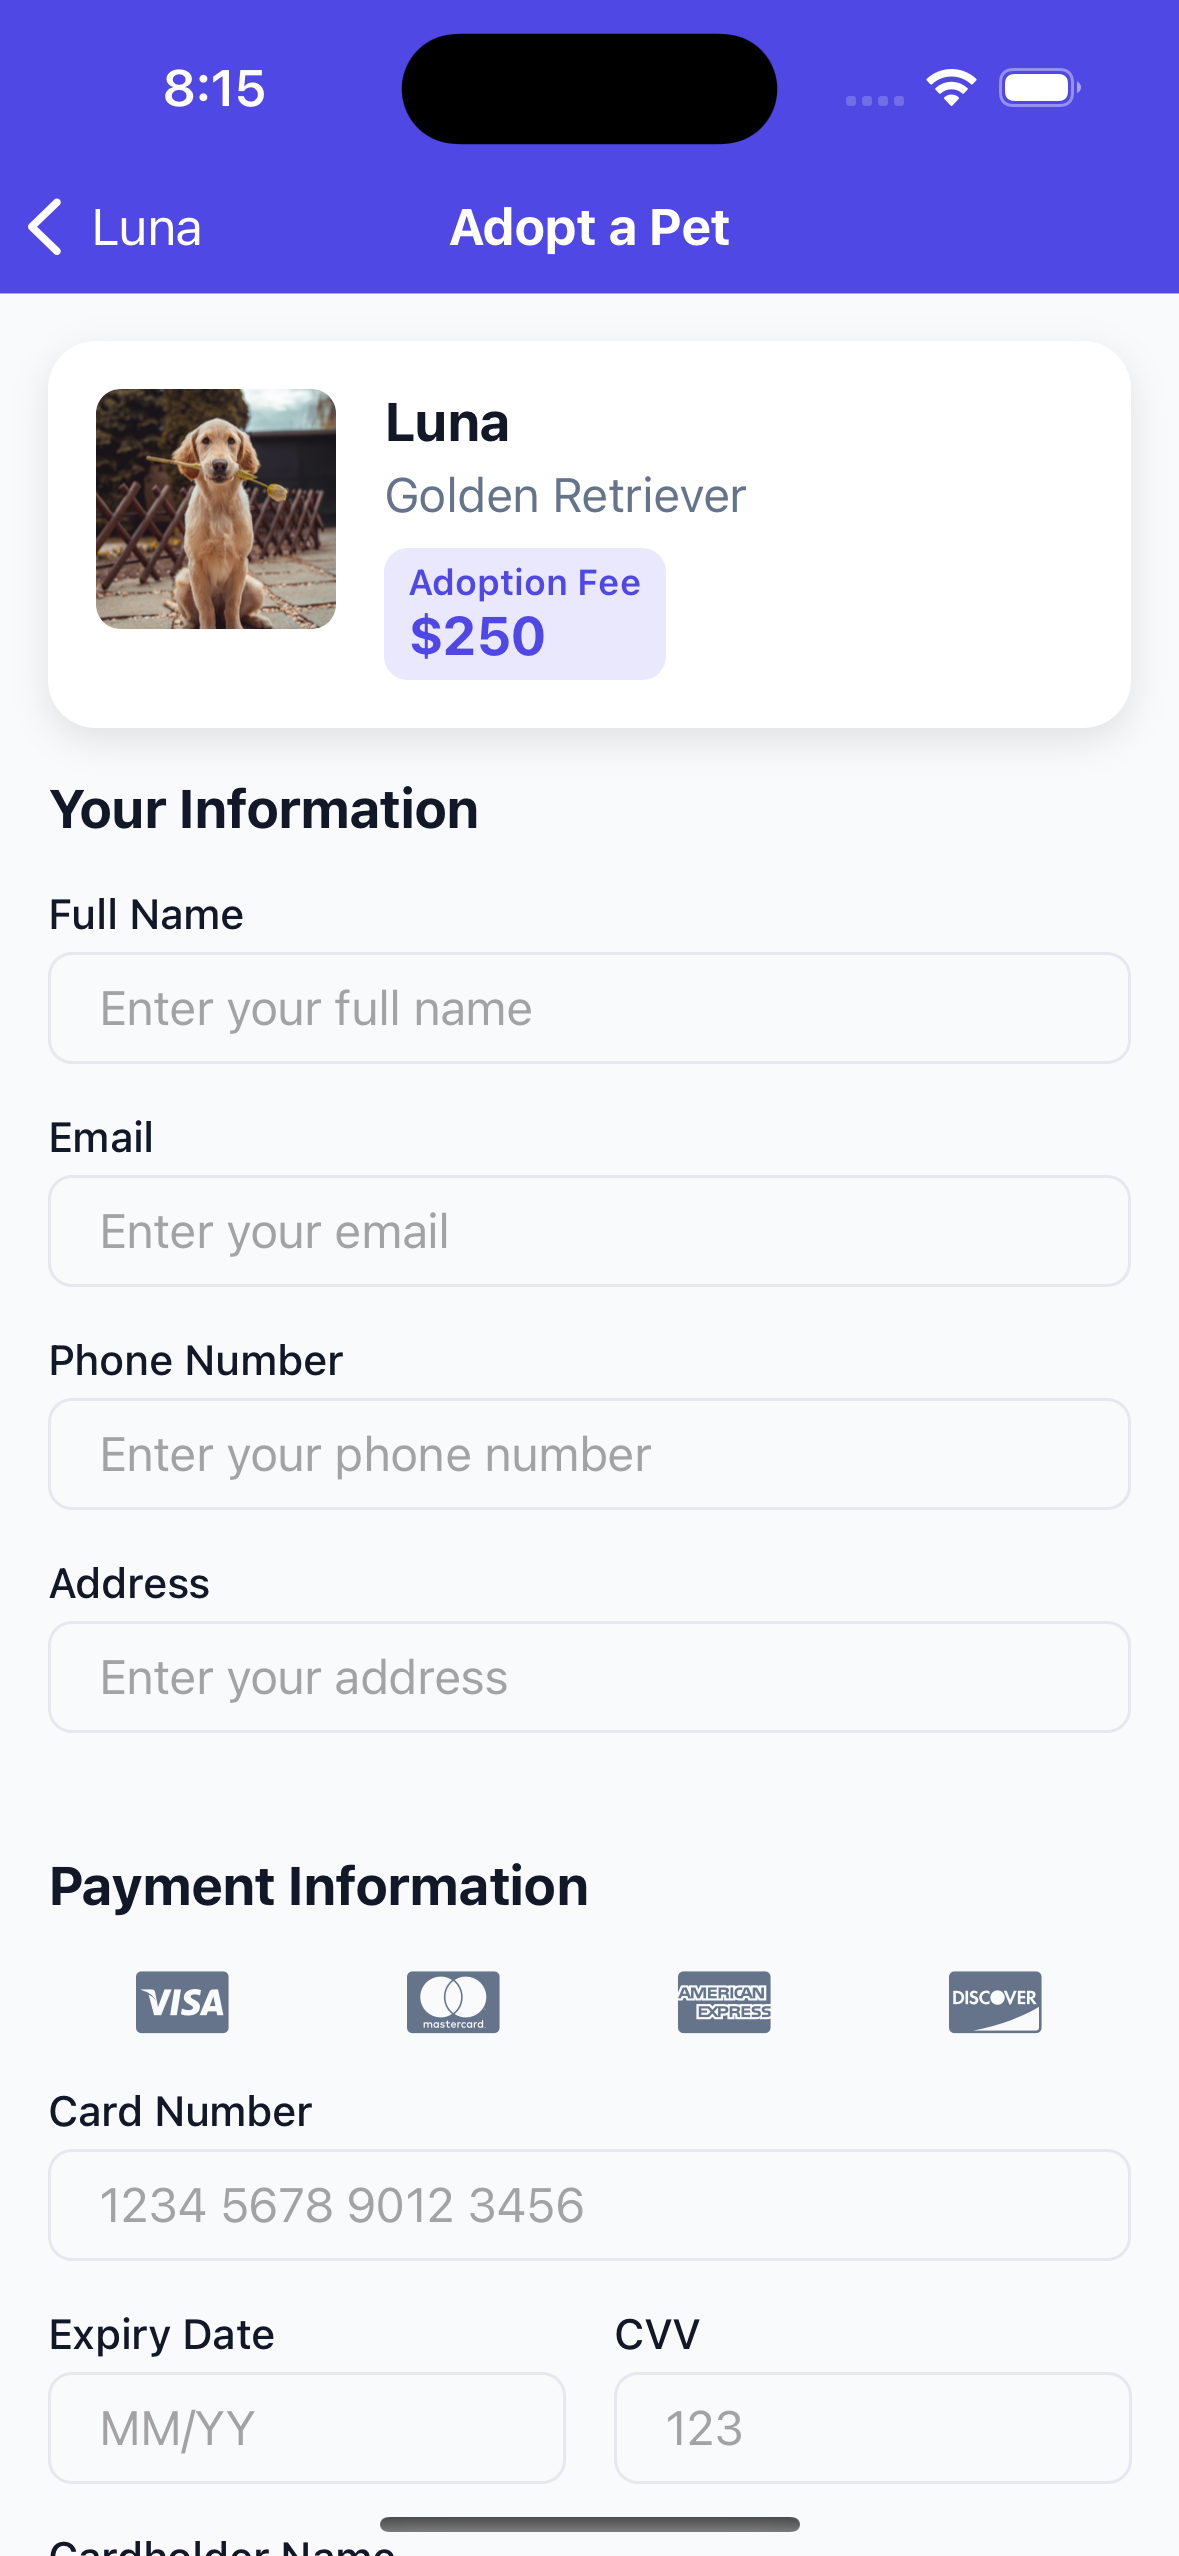 8:15
Luna
Adopt a Pet
Luna
Golden Retriever
Adoption Fee
$250
Your Information
Full Name
Enter your full name
Email
Enter your email
Phone Number
Enter your phone number
Address
Enter your address
Payment Information
VISA
mastercard.
AMERICAN
EXPRESS
DISCOVER
Card Number
1234 5678 9012 3456
Expiry Date
CVV
MM/YY
123
Cardholder Name